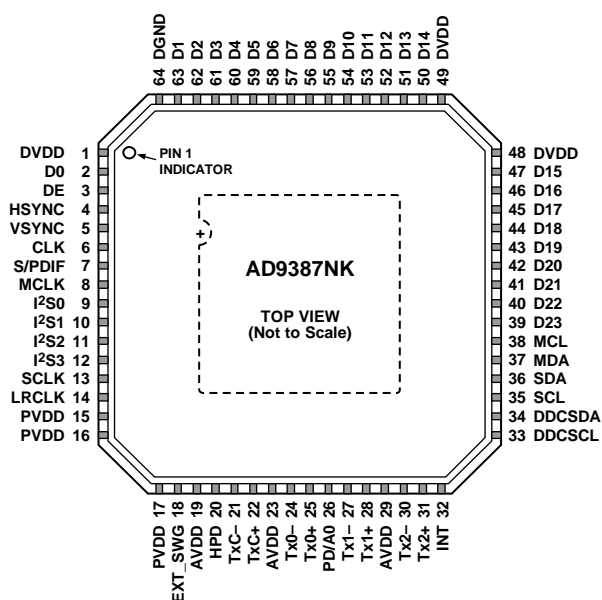 64 DGND
63 D1
62 D2
61 D3
60 D4
59 D5
58 D6
57 D7
56 D8
55 D9
54 D10
53 D11
52 D12
51 D13
50 D14
49 DVDD
DVDD 1
D0 2
DE 3
HSYNC 4
VSYNC 5
CLK 6
S/PDIF 7
MCLK 8
I²S0 9
I²S1 10
I²S2 11
I²S3 12
SCLK 13
LRCLK 14
PVDD 15
PVDD 16
PIN 1
INDICATOR
AD9387NK
TOP VIEW
(Not to Scale)
48 DVDD
47 D15
46 D16
45 D17
44 D18
43 D19
42 D20
41 D21
40 D22
39 D23
38 MCL
37 MDA
36 SDA
35 SCL
34 DDCSDA
33 DDCSCL
PVDD 17
EXT_SWG 18
AVDD 19
HPD 20
TxC– 21
TxC+ 22
AVDD 23
Tx0– 24
Tx0+ 25
PD/A0 26
Tx1– 27
Tx1+ 28
AVDD 29
Tx2– 30
Tx2+ 31
INT 32